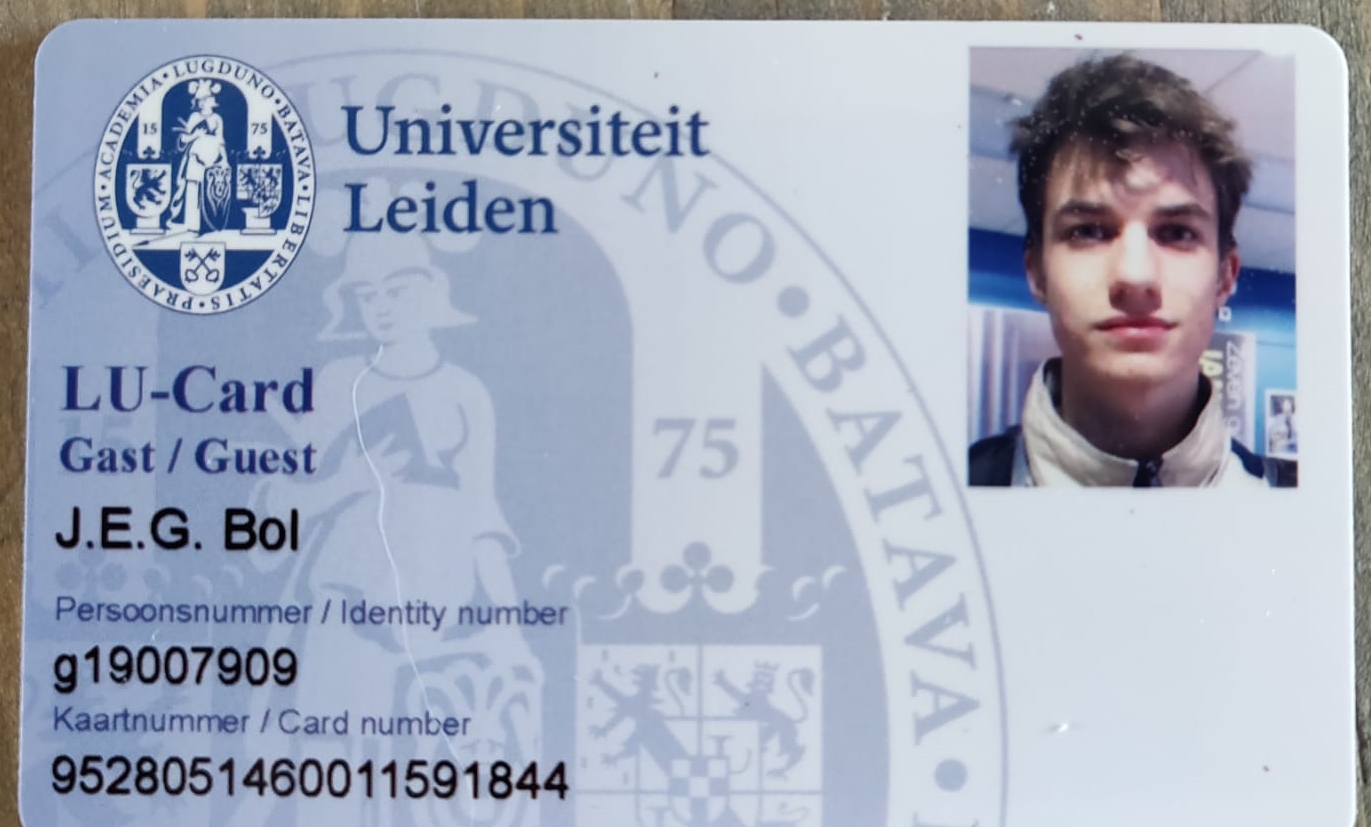 ACADEMIA · LUGDUNO · BATAVA · LIBERTATIS · PRAESIDIUM
15 75
Universiteit
Leiden
LU-Card
Gast / Guest
J.E.G. Bol
Persoonsnummer / Identity number
g19007909
Kaartnummer / Card number
9528051460011591844
LUGDUNO · BATAVA ·
75